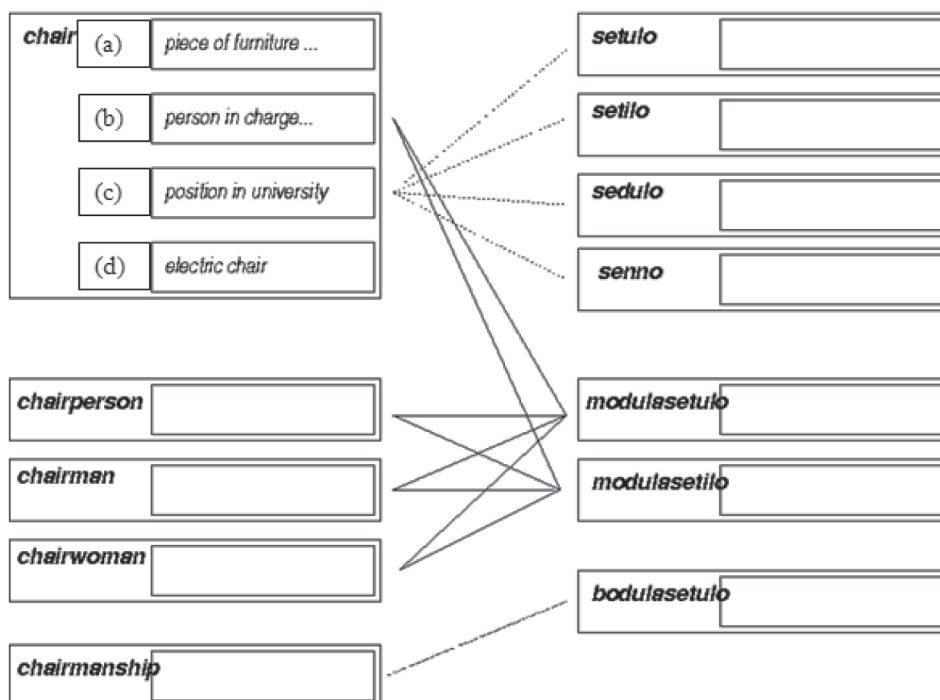 chair (a) piece of furniture ...
(b) person in charge...
(c) position in university
(d) electric chair
chairperson
chairman
chairwoman
chairmanship
setulo
setilo
sedulo
senno
modulasetulo
modulasetilo
bodulasetulo